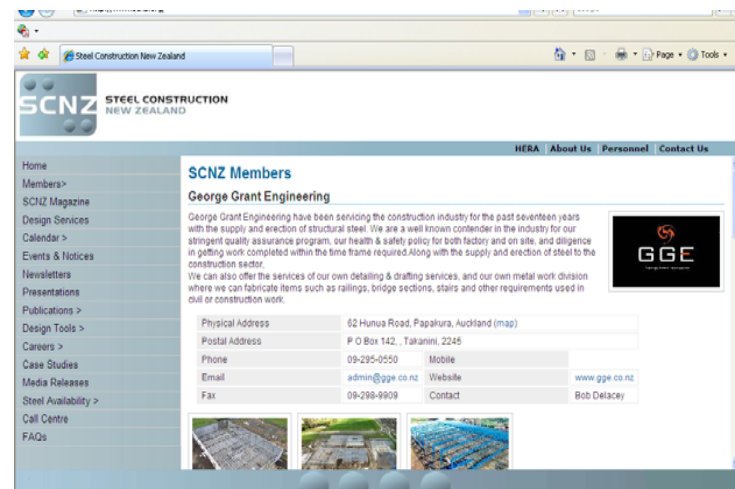 Steel Construction New Zealand
Page
Tools
SCNZ
STEEL CONSTRUCTION
NEW ZEALAND
HERA
About Us
Personnel
Contact Us
Home
Members>
SCNZ Magazine
Design Services
Calendar >
Events & Notices
Newsletters
Presentations
Publications >
Design Tools >
Careers >
Case Studies
Media Releases
Steel Availability >
Call Centre
FAQs
SCNZ Members
George Grant Engineering
George Grant Engineering have been servicing the construction industry for the past seventeen years
with the supply and erection of structural steel. We are a well known contender in the industry for our
stringent quality assurance program, our health & safety policy for both factory and on site, and diligence
in getting work completed within the time frame required.Along with the supply and erection of steel to the
construction sector.
We can also offer the services of our own detailing & drafting services, and our own metal work division
where we can fabricate items such as railings, bridge sections, stairs and other requirements used in
civil or construction work.
GGE
Physical Address 62 Hunua Road, Papakura, Auckland (map)
Postal Address P O Box 142, , Takanini, 2245
Phone 09-295-0550 Mobile
Email admin@gge.co.nz Website www.gge.co.nz
Fax 09-298-9909 Contact Bob Delacey